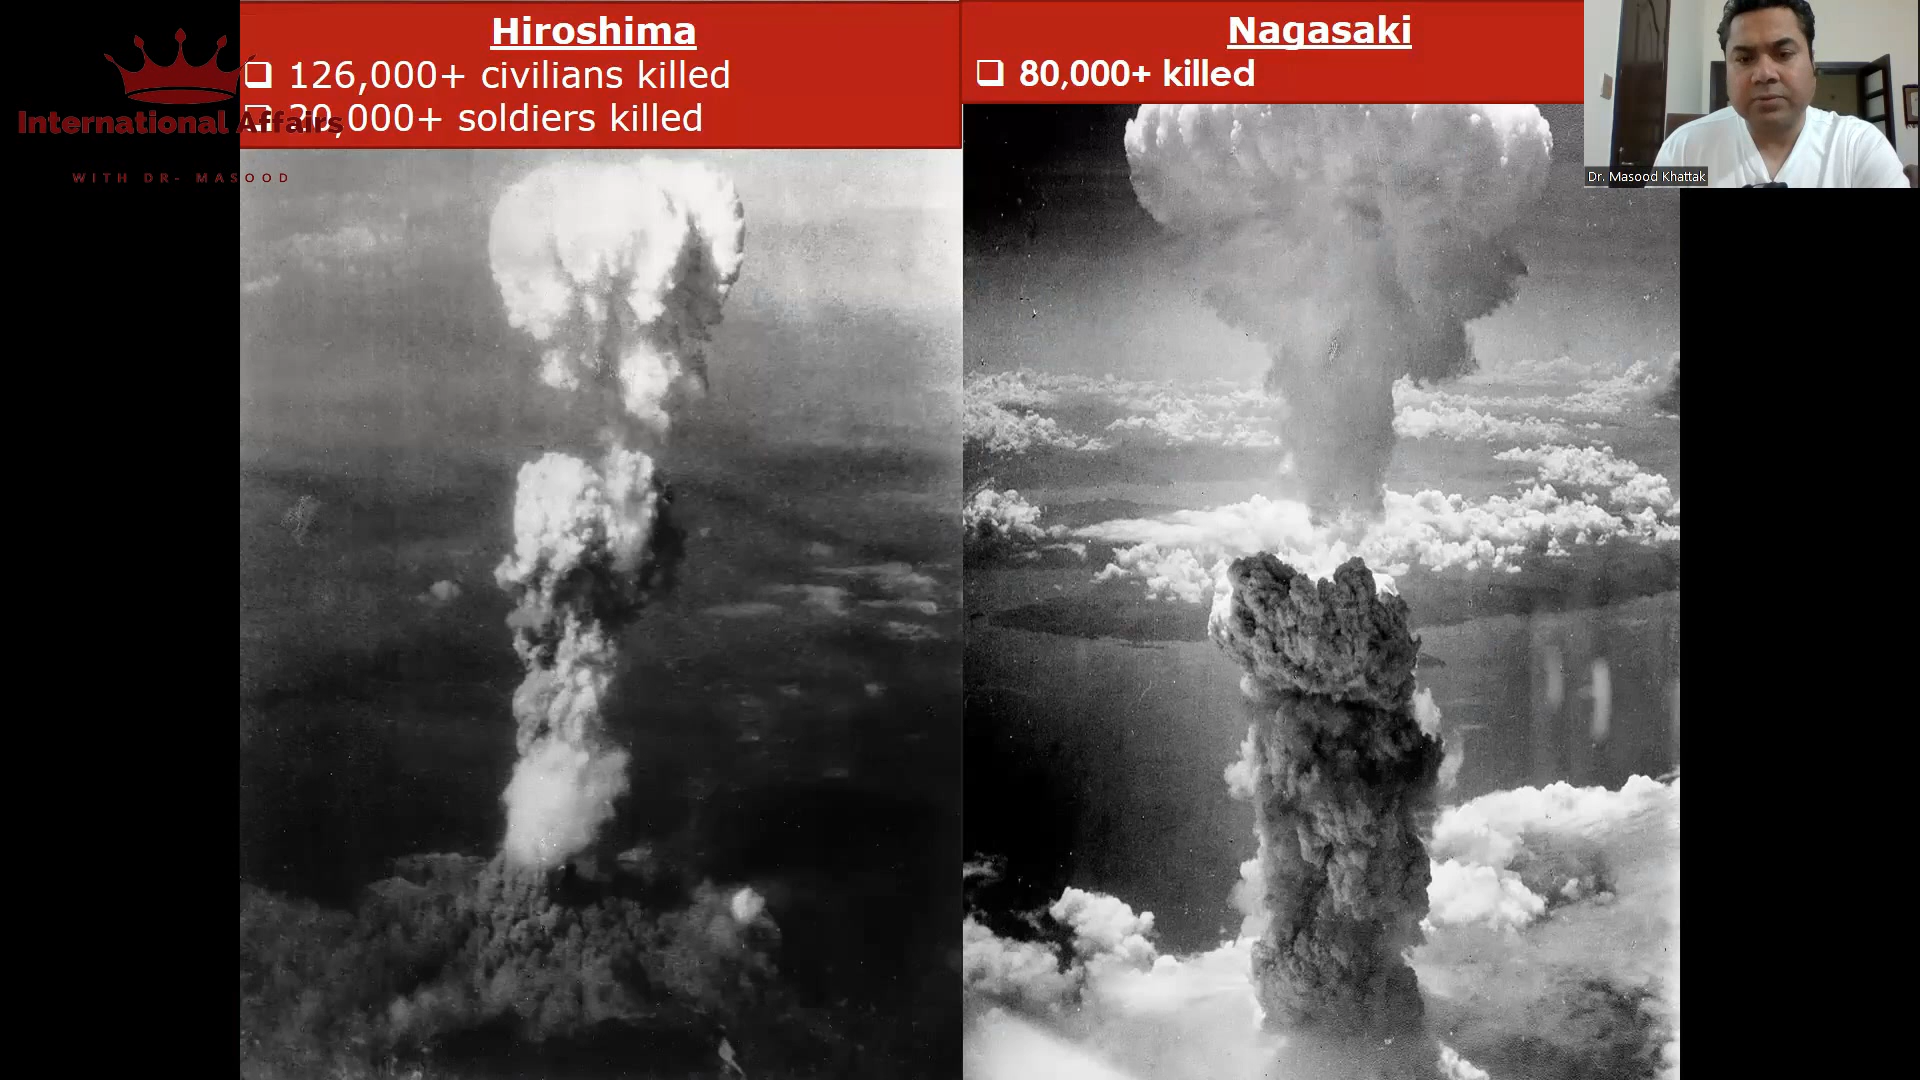 Hiroshima
126,000+ civilians killed
20,000+ soldiers killed
Nagasaki
80,000+ killed
International Affairs
WITH DR- MASOOD
Dr. Masood Khattak